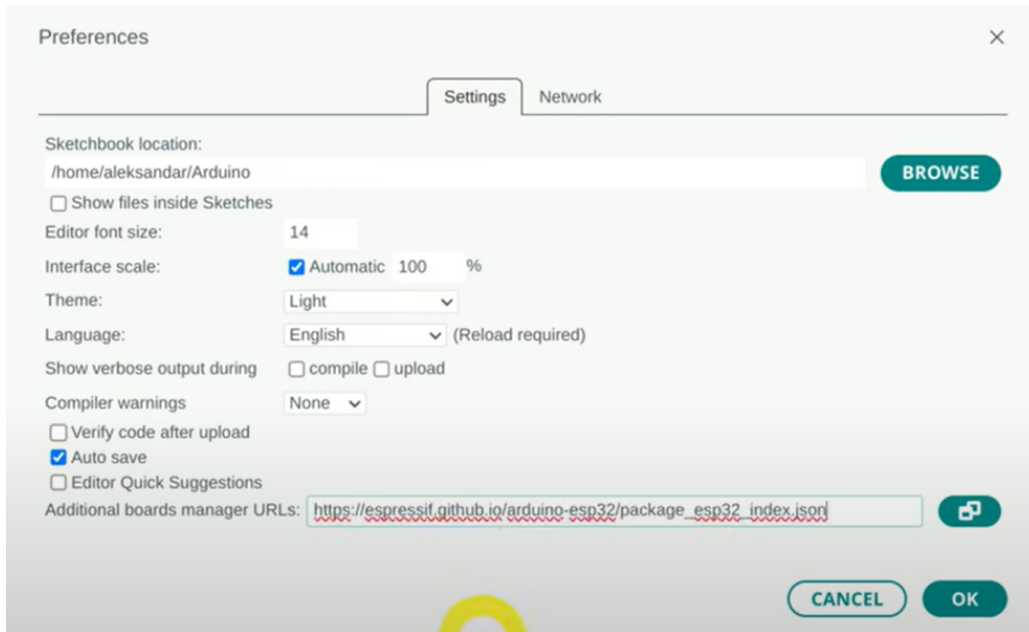 Preferences
Settings Network
Sketchbook location:
/home/aleksandar/Arduino
BROWSE
Show files inside Sketches
Editor font size: 14
Interface scale: Automatic 100 %
Theme: Light
Language: English (Reload required)
Show verbose output during compile upload
Compiler warnings None
Verify code after upload
Auto save
Editor Quick Suggestions
Additional boards manager URLs: https://espressif.github.io/arduino-esp32/package_esp32_index.json
CANCEL OK